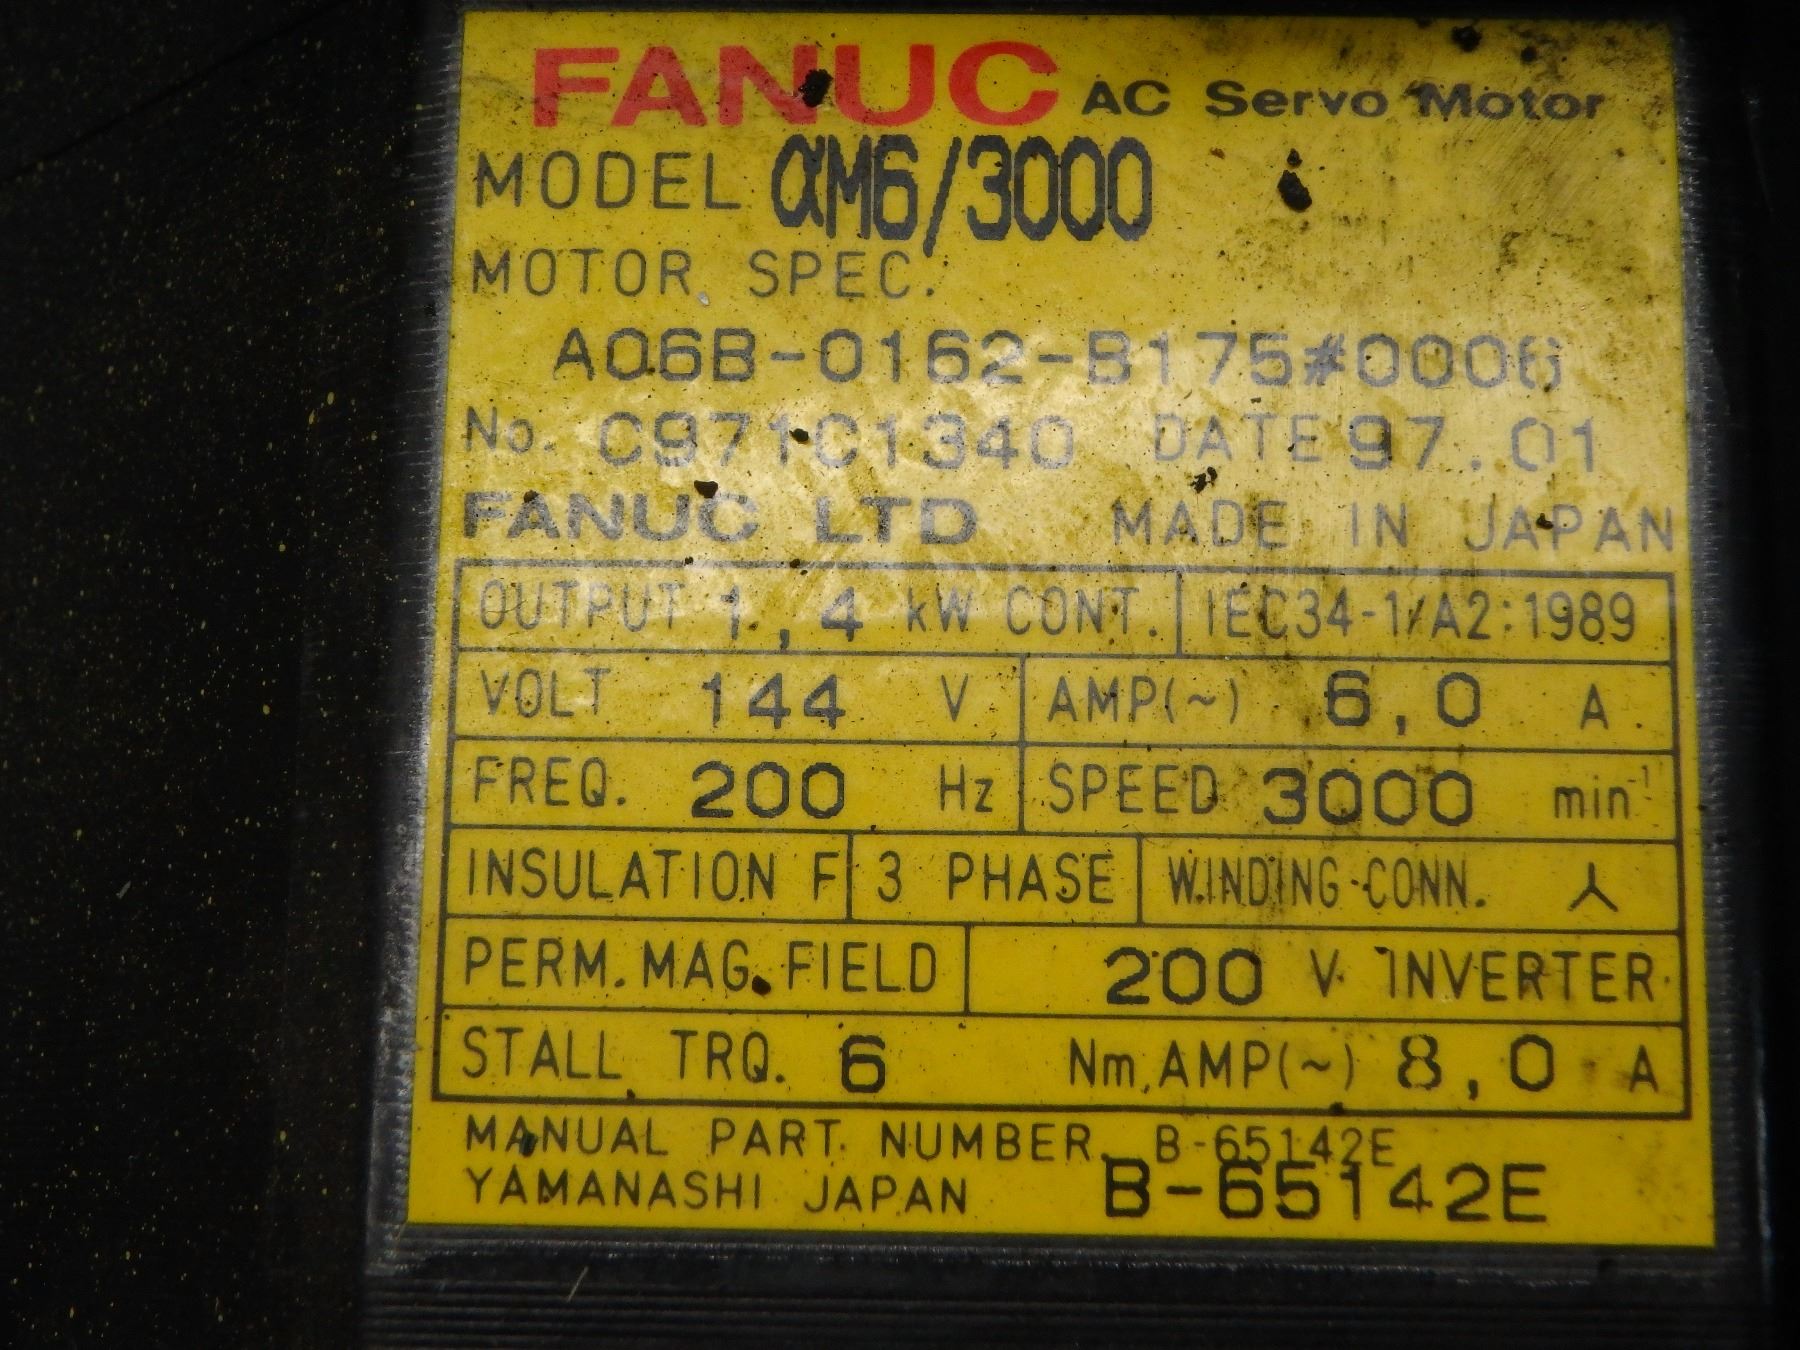 FANUC AC Servo Motor
MODEL αM6/3000
MOTOR SPEC.
A06B-0162-B175#0006
No. C971C1340 DATE 97.01
FANUC LTD MADE IN JAPAN
OUTPUT 1,4 kW CONT. IEC34-1/A2:1989
VOLT 144 V AMP(~) 6,0 A
FREQ. 200 Hz SPEED 3000 min⁻¹
INSULATION F 3 PHASE WINDING CONN.
PERM. MAG. FIELD 200 V INVERTER
STALL TRQ. 6 Nm AMP(~) 8,0 A
MANUAL PART NUMBER. B-65142E
YAMANASHI JAPAN B-65142E